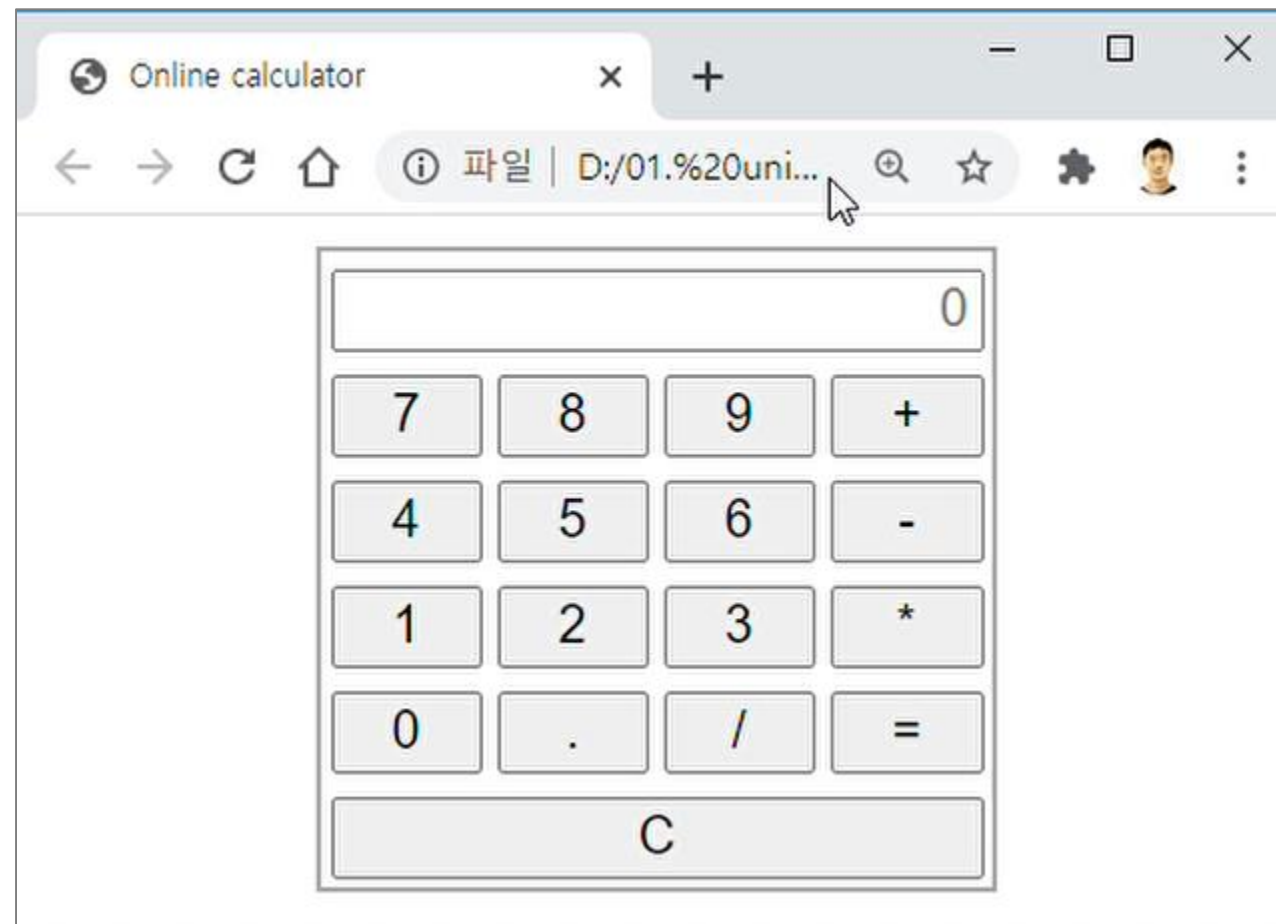 Online calculator
파일 | D:/01.%20uni...
0
7 8 9 +
4 5 6 -
1 2 3 *
0 . / =
C